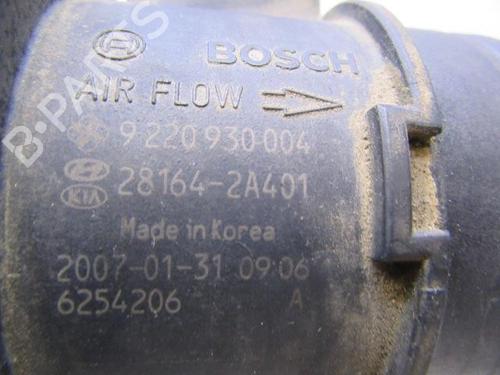 BOSCH
AIR FLOW
9 220 930 004
28164-2A401
KIA
Made in Korea
2007-01-31 09:06
6254206 A
B-PARTS